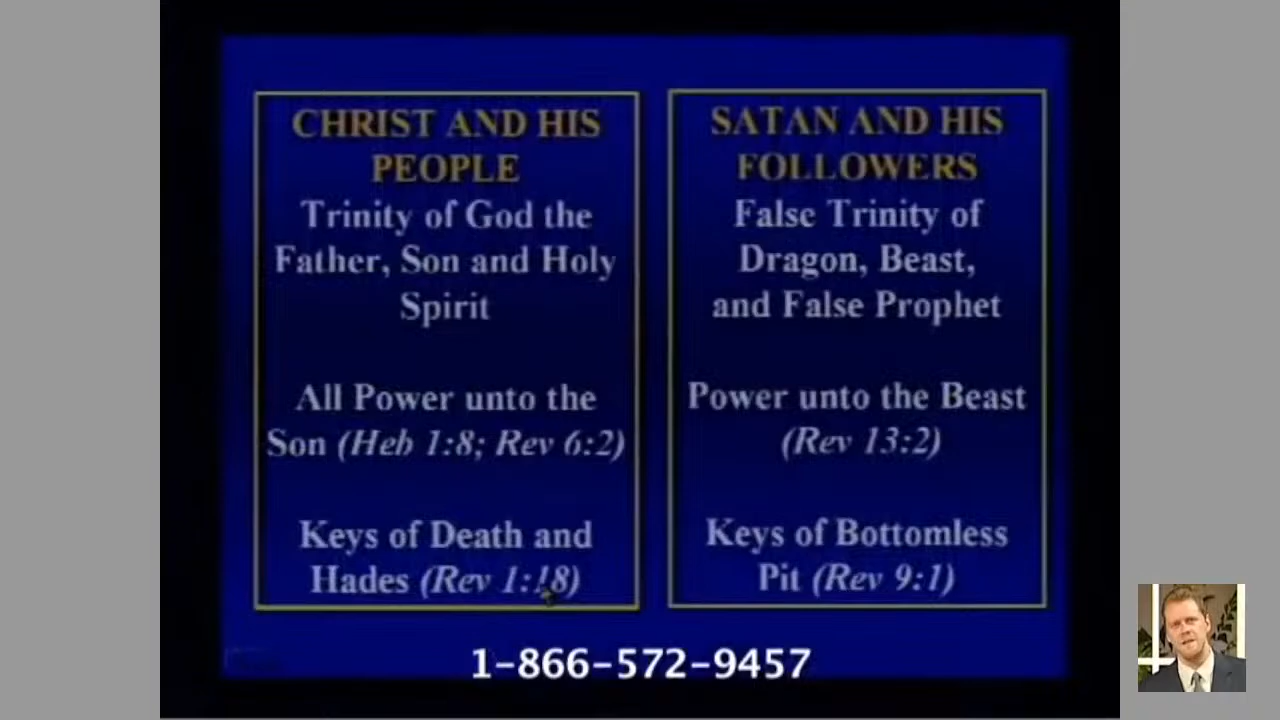 CHRIST AND HIS
PEOPLE
Trinity of God the
Father, Son and Holy
Spirit
All Power unto the
Son (Heb 1:8; Rev 6:2)
Keys of Death and
Hades (Rev 1:18)
SATAN AND HIS
FOLLOWERS
False Trinity of
Dragon, Beast,
and False Prophet
Power unto the Beast
(Rev 13:2)
Keys of Bottomless
Pit (Rev 9:1)
1-866-572-9457